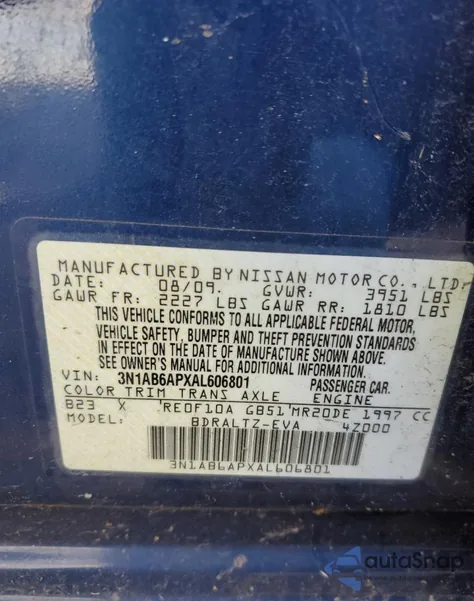 MANUFACTURED BY NISSAN MOTOR CO., LTD.
DATE: 08/09. GVWR: 3951 LBS
GAWR FR: 2227 LBS GAWR RR: 1810 LBS
THIS VEHICLE CONFORMS TO ALL APPLICABLE FEDERAL MOTOR
VEHICLE SAFETY, BUMPER AND THEFT PREVENTION STANDARDS
IN EFFECT ON THE DATE OF MANUFACTURE SHOWN ABOVE.
SEE OWNER'S MANUAL FOR ADDITIONAL INFORMATION.
VIN: 3N1AB6APXAL606801 PASSENGER CAR.
COLOR TRIM TRANS AXLE ENGINE
B23 X RE0F10A GB51 MR20DE 1997 CC
MODEL: BDRALTZ-EVA 4Z000
3N1AB6APXAL606801
autoSnap